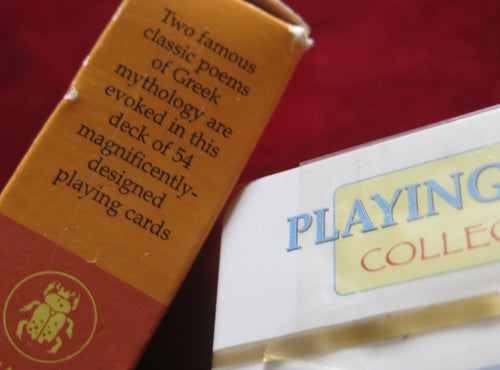 Two famous
classic poems
of Greek
mythology are
evoked in this
deck of 54
magnificently-
designed
playing cards
PLAYING
COLLEC